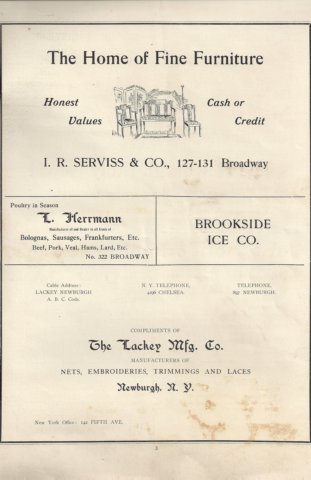 The Home of Fine Furniture
Honest Values
Cash or Credit
I. R. SERVISS & CO., 127-131 Broadway
Poultry in Season
L. Herrmann
Manufacturer of and Dealer in all kinds of
Bolognas, Sausages, Frankfurters, Etc.
Beef, Pork, Veal, Hams, Lard, Etc.
No. 322 BROADWAY
BROOKSIDE
ICE CO.
Cable Address:
LACKEY NEWBURGH
A. B. C. Code.
N. Y. TELEPHONE,
4196 CHELSEA.
TELEPHONE,
NEWBURGH.
COMPLIMENTS OF
The Lackey Mfg. Co.
MANUFACTURERS OF
NETS, EMBROIDERIES, TRIMMINGS AND LACES
Newburgh, N. Y.
New York Office: 141 FIFTH AVE.